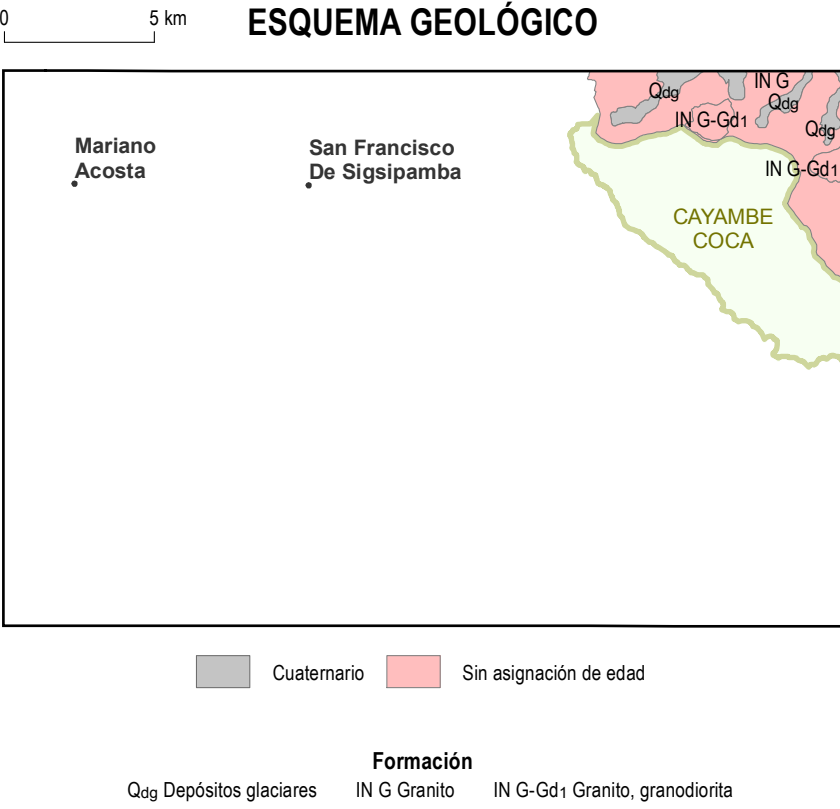 0 5 km ESQUEMA GEOLÓGICO
IN G
Qdg
Qdg
IN G-Gd1
Qdg
Mariano
Acosta
San Francisco
De Sigsipamba
IN G-Gd1
CAYAMBE
COCA
Cuaternario Sin asignación de edad
Formación
Qdg Depósitos glaciares IN G Granito IN G-Gd1 Granito, granodiorita